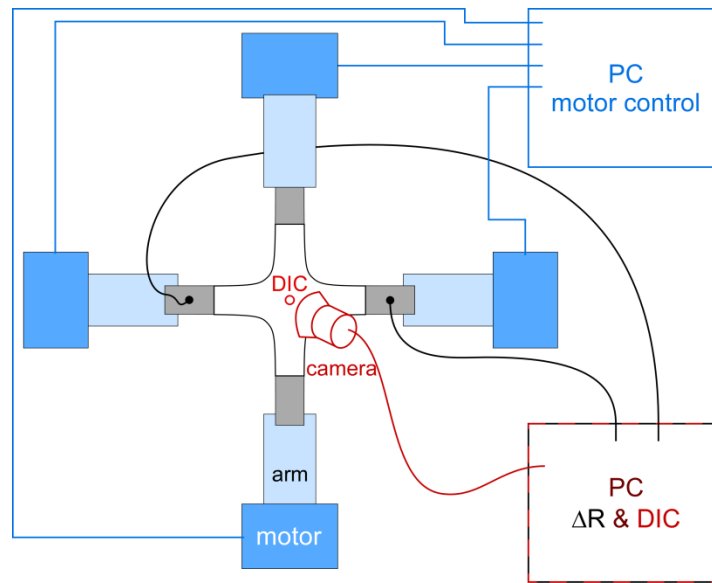 PC
motor control
DIC
camera
arm
motor
PC
ΔR & DIC